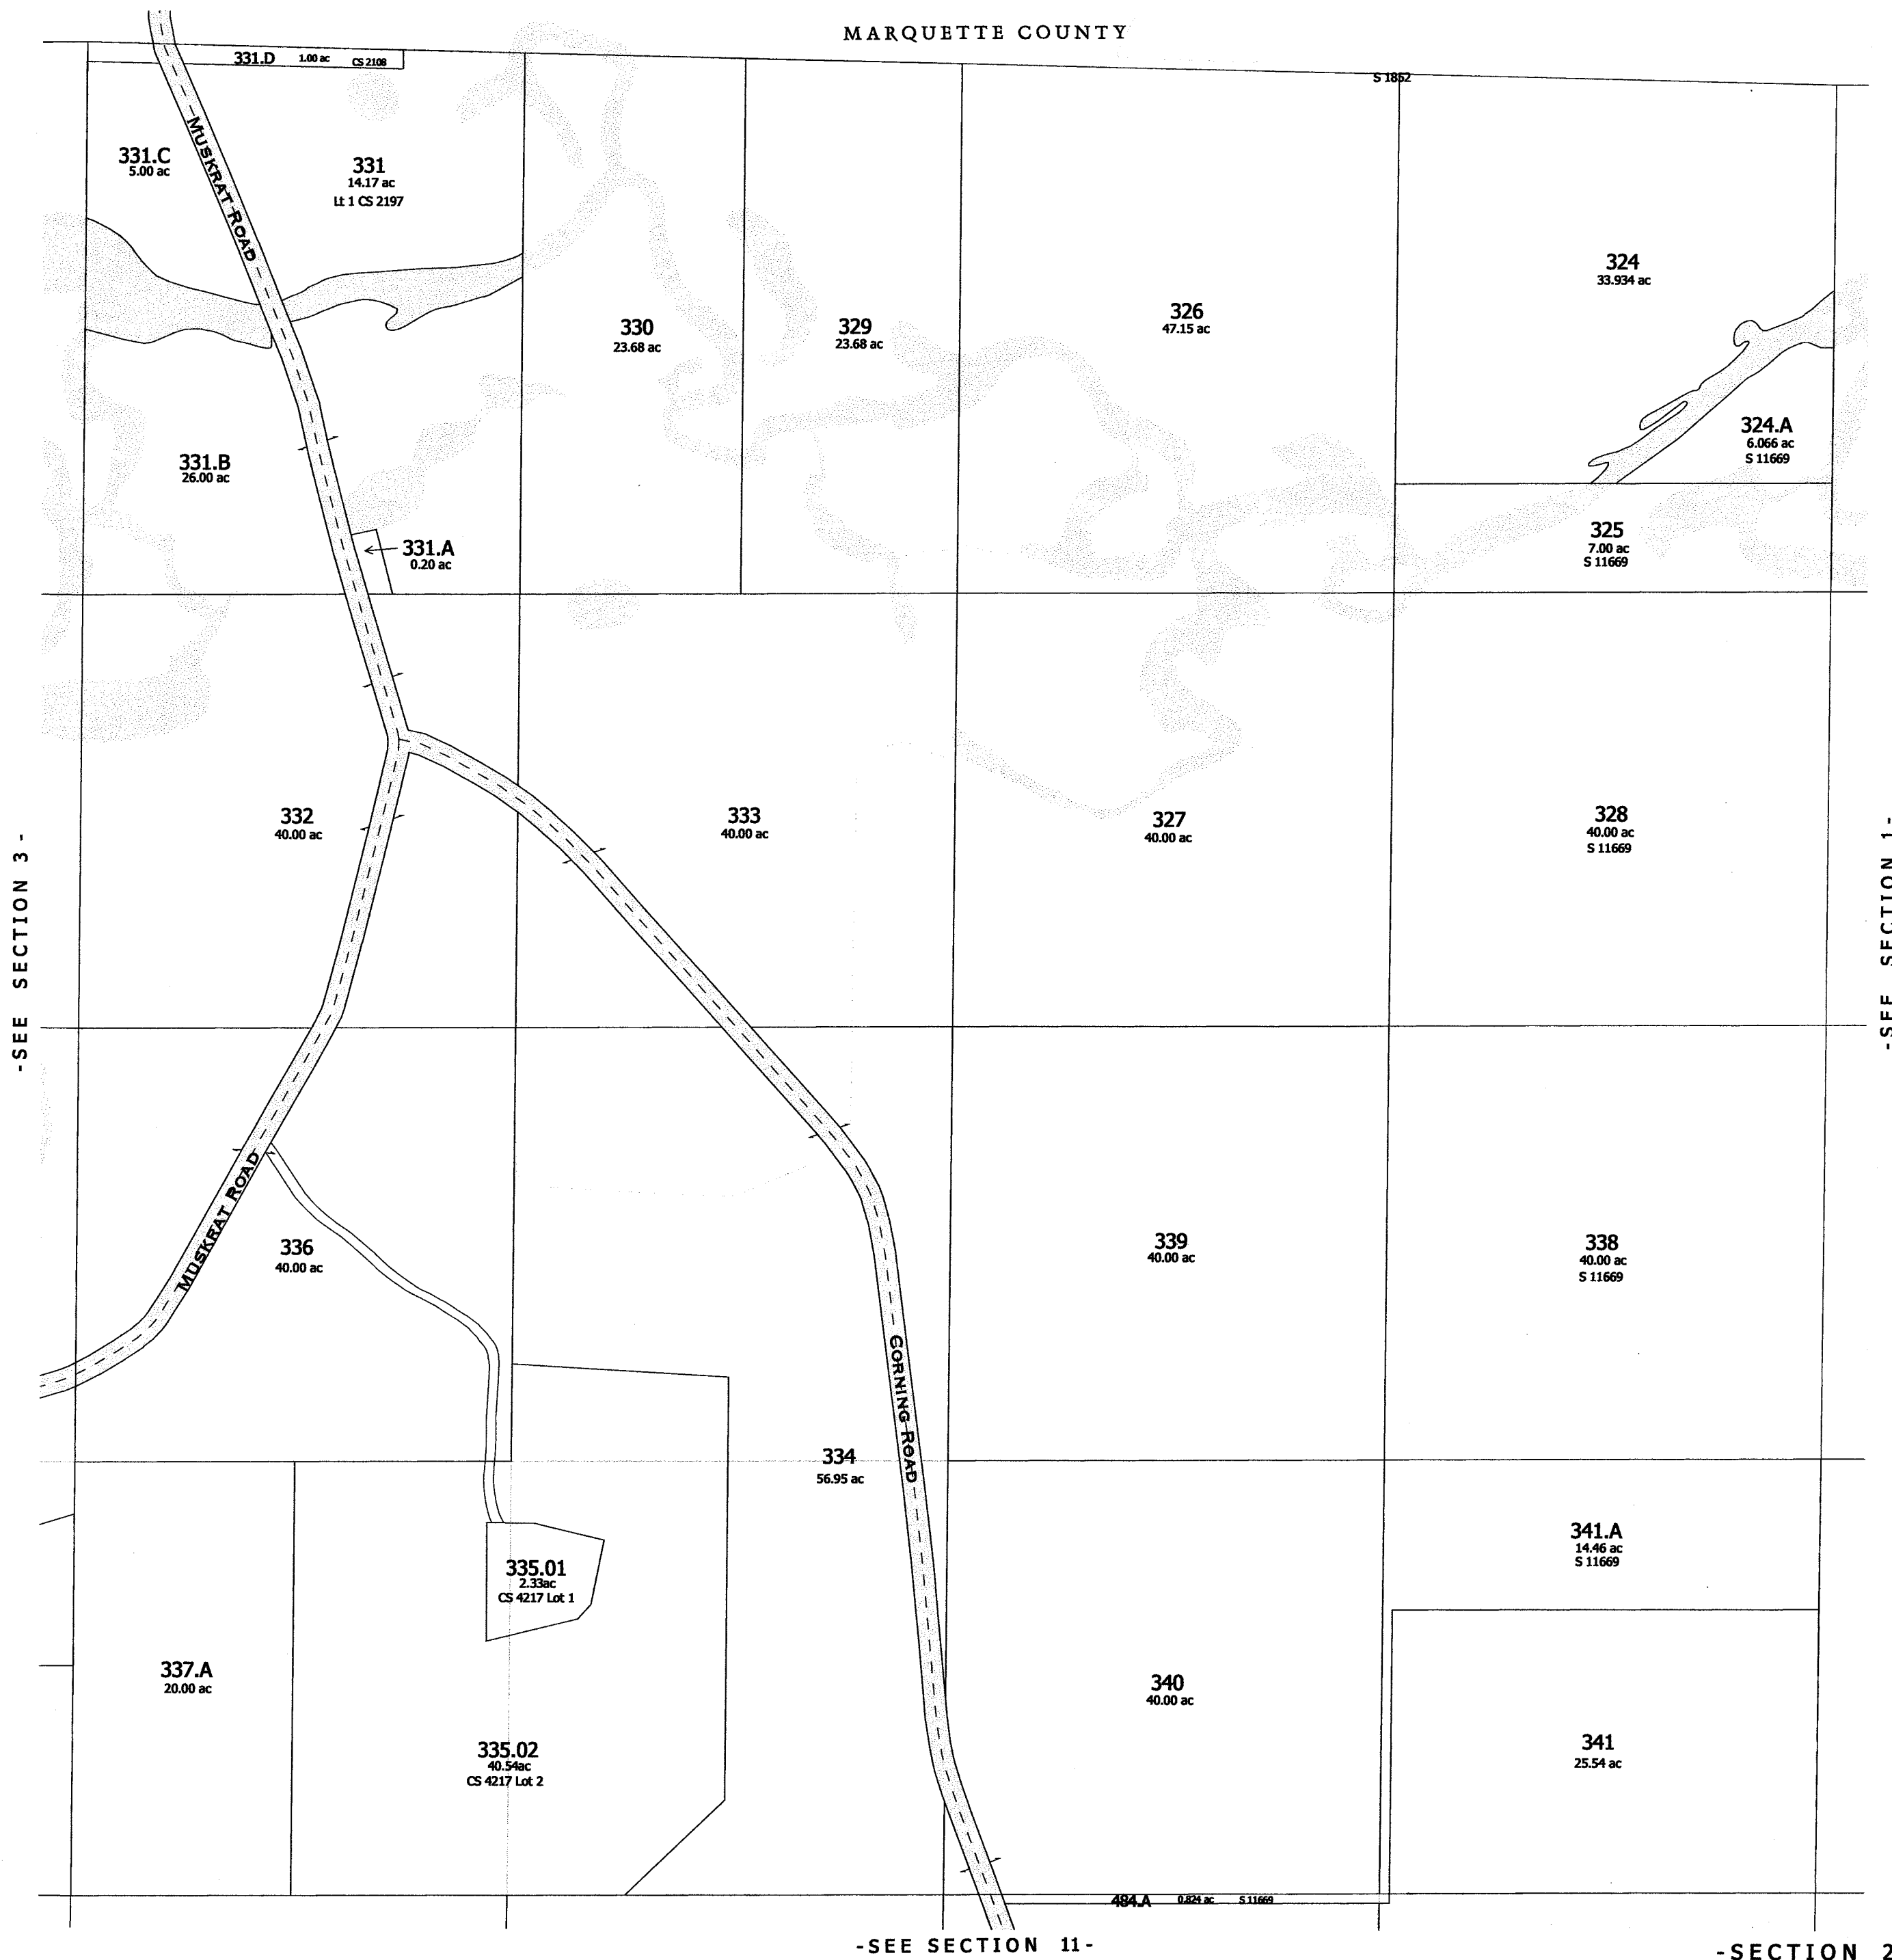 MARQUETTE COUNTY
331.D 1.00 ac CS 2108
S 1852
331.C
5.00 ac
MUSKRAT ROAD
331
14.17 ac
Lt 1 CS 2197
324
33.934 ac
326
47.15 ac
330
23.68 ac
329
23.68 ac
324.A
6.066 ac
S 11669
331.B
26.00 ac
331.A
0.20 ac
325
7.00 ac
S 11669
332
40.00 ac
333
40.00 ac
327
40.00 ac
328
40.00 ac
S 11669
-SEE SECTION 3-
-SEE SECTION 1-
MUSKRAT ROAD
336
40.00 ac
339
40.00 ac
338
40.00 ac
S 11669
CORNING ROAD
334
56.95 ac
335.01
2.33ac
CS 4217 Lot 1
341.A
14.46 ac
S 11669
337.A
20.00 ac
340
40.00 ac
335.02
40.54ac
CS 4217 Lot 2
341
25.54 ac
484.A 0.824 ac S 11669
-SEE SECTION 11-
-SECTION 2